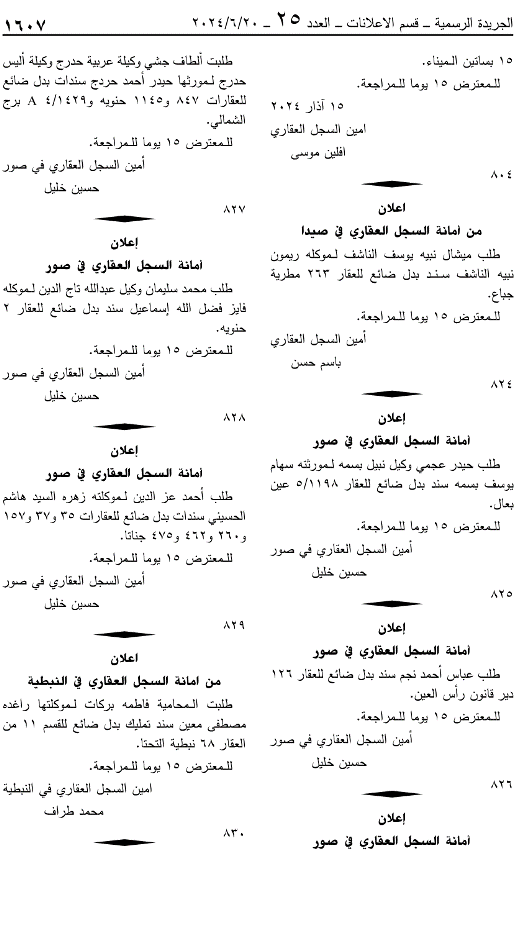 الجريدة الرسمية ــ قسم الاعلانات ــ العدد ٢٥ ــ ٢٠٢٤/٦/٢٠
١٦٠٧
١٥ بساتين الميناء.
للمعترض ١٥ يوما للمراجعة.
١٥ آذار ٢٠٢٤
امين السجل العقاري
افلين موسى
٨٠٤
اعلان
من أمانة السجل العقاري في صيدا
طلب ميشال نبيه يوسف الناشف لموكله ريمون
نبيه الناشف سند بدل ضائع للعقار ٢٦٣ مطرية
جباع.
للمعترض ١٥ يوما للمراجعة.
أمين السجل العقاري
باسم حسن
٨٢٤
إعلان
أمانة السجل العقاري في صور
طلب حيدر عجمي وكيل نبيل بسمه لمورثته سهام
يوسف بسمه سند بدل ضائع للعقار ٥/١١٩٨ عين
بعال.
للمعترض ١٥ يوما للمراجعة.
أمين السجل العقاري في صور
حسين خليل
٨٢٥
إعلان
أمانة السجل العقاري في صور
طلب عباس أحمد نجم سند بدل ضائع للعقار ١٢٦
دير قانون رأس العين.
للمعترض ١٥ يوما للمراجعة.
أمين السجل العقاري في صور
حسين خليل
٨٢٦
إعلان
أمانة السجل العقاري في صور
طلبت ألطاف جشي وكيلة عربية حدرج وكيلة أليس
حدرج لمورثها حيدر أحمد حردج سندات بدل ضائع
للعقارات ٨٤٧ و١١٤٥ حنويه و٤/١٤٢٩ A برج
الشمالي.
للمعترض ١٥ يوما للمراجعة.
أمين السجل العقاري في صور
حسين خليل
٨٢٧
إعلان
أمانة السجل العقاري في صور
طلب محمد سليمان وكيل عبدالله تاج الدين لموكله
فايز فضل الله إسماعيل سند بدل ضائع للعقار ٢
حنويه.
للمعترض ١٥ يوما للمراجعة.
أمين السجل العقاري في صور
حسين خليل
٨٢٨
إعلان
أمانة السجل العقاري في صور
طلب أحمد عز الدين لموكلته زهره السيد هاشم
الحسيني سندات بدل ضائع للعقارات ٣٥ و٣٧ و١٥٧
و٢٦٠ و٤٦٢ و٤٧٥ جناتا.
للمعترض ١٥ يوما للمراجعة.
أمين السجل العقاري في صور
حسين خليل
٨٢٩
اعلان
من امانة السجل العقاري في النبطية
طلبت المحامية فاطمه بركات لموكلتها راغده
مصطفى معين سند تمليك بدل ضائع للقسم ١١ من
العقار ٦٨ نبطية التحتا.
للمعترض ١٥ يوما للمراجعة.
امين السجل العقاري في النبطية
محمد طراف
٨٣٠